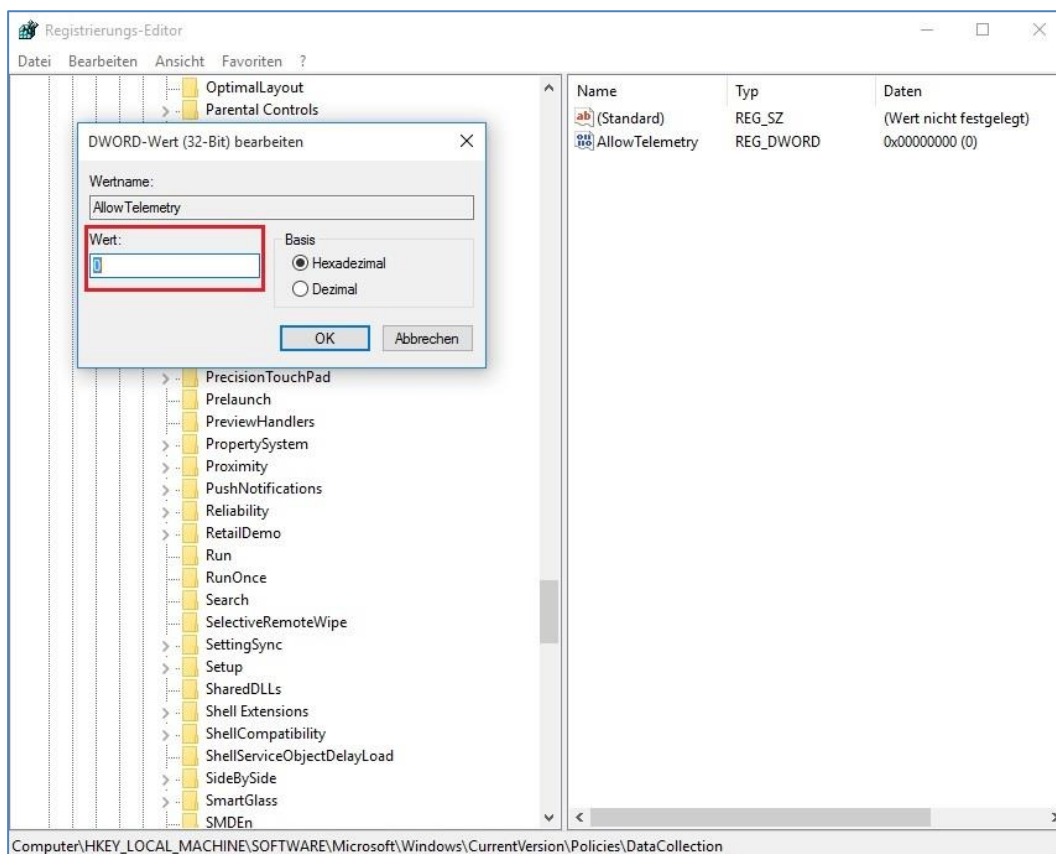 Registrierungs-Editor
Datei Bearbeiten Ansicht Favoriten ?
OptimalLayout
Parental Controls
DWORD-Wert (32-Bit) bearbeiten
Wertname:
AllowTelemetry
Wert:
0
Basis
Hexadezimal
Dezimal
OK Abbrechen
PrecisionTouchPad
Prelaunch
PreviewHandlers
PropertySystem
Proximity
PushNotifications
Reliability
RetailDemo
Run
RunOnce
Search
SelectiveRemoteWipe
SettingSync
Setup
SharedDLLs
Shell Extensions
ShellCompatibility
ShellServiceObjectDelayLoad
SideBySide
SmartGlass
SMDEn
Name Typ Daten
(Standard) REG_SZ (Wert nicht festgelegt)
AllowTelemetry REG_DWORD 0x00000000 (0)
Computer\HKEY_LOCAL_MACHINE\SOFTWARE\Microsoft\Windows\CurrentVersion\Policies\DataCollection